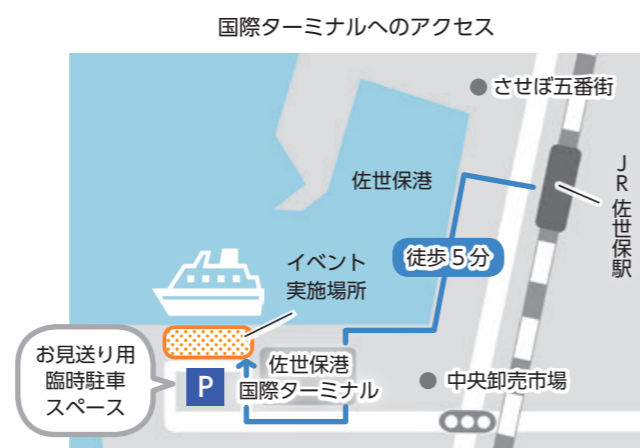 国際ターミナルへのアクセス
させぼ五番街
JR佐世保駅
佐世保港
徒歩5分
イベント
実施場所
お見送り用
臨時駐車
スペース
P
佐世保港
国際ターミナル
中央卸売市場